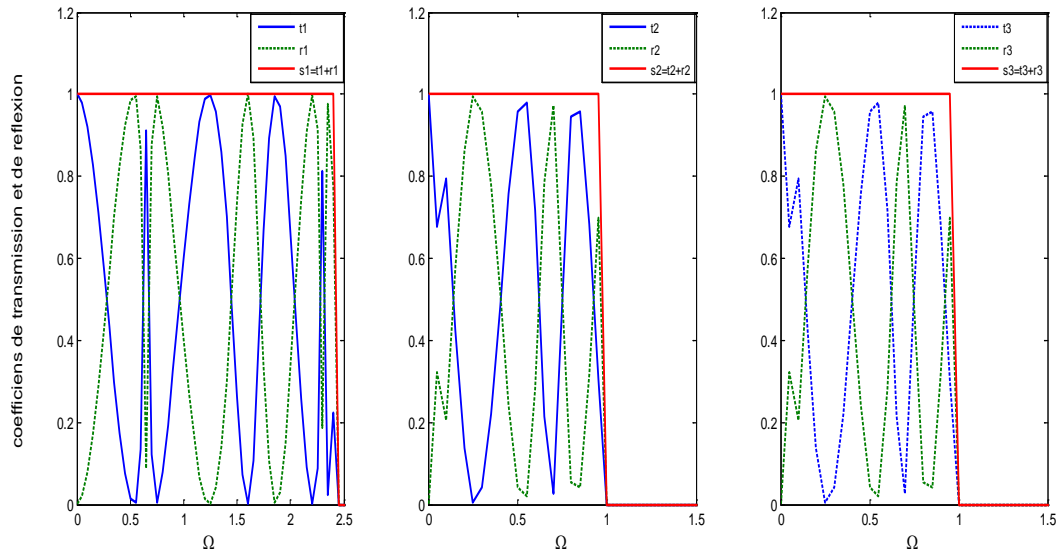 coefficiens de transmission et de reflexion
1.2
1
0.8
0.6
0.4
0.2
0
0
0.5
1
1.5
2
2.5
Ω
t1
r1
s1=t1+r1
1.2
1
0.8
0.6
0.4
0.2
0
0
0.5
1
1.5
Ω
t2
r2
s2=t2+r2
1.2
1
0.8
0.6
0.4
0.2
0
0
0.5
1
1.5
Ω
t3
r3
s3=t3+r3